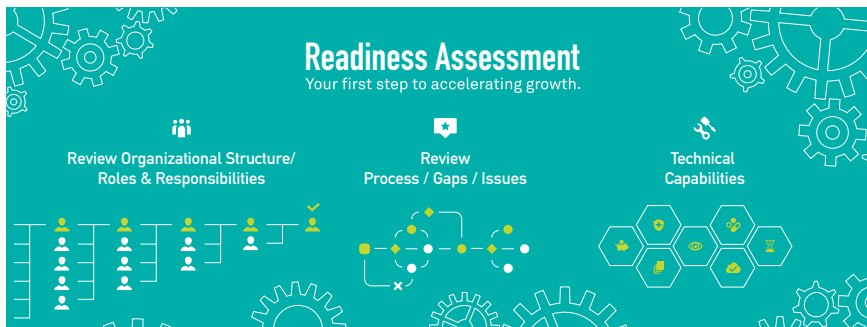 Readiness Assessment
Your first step to accelerating growth.
Review Organizational Structure/
Roles & Responsibilities
Review
Process / Gaps / Issues
Technical
Capabilities